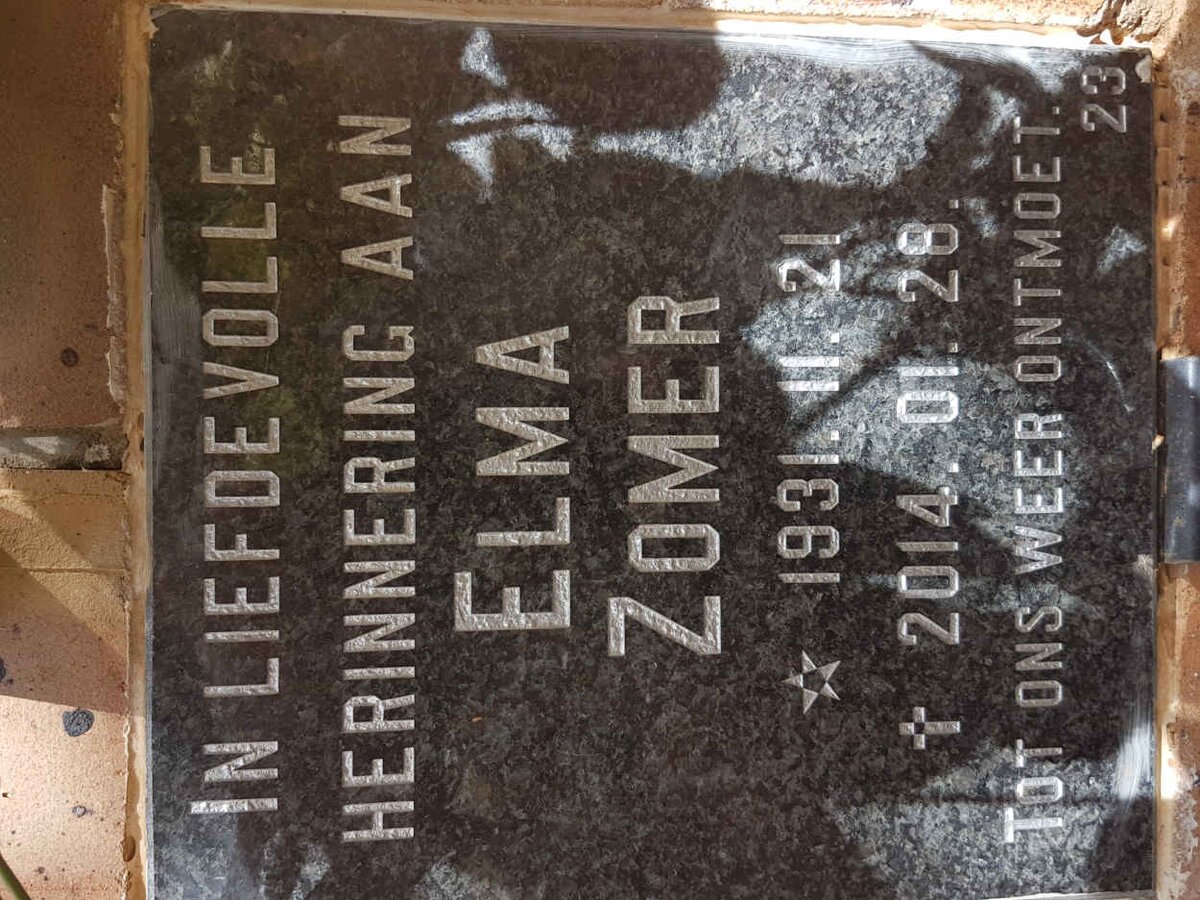 IN LIEFDEVOLLE
HERINNERING AAN
ELMA
ZOMER
1931. 11. 21
2014. 01. 28.
TOT ONS WEER ONTMOET.
23